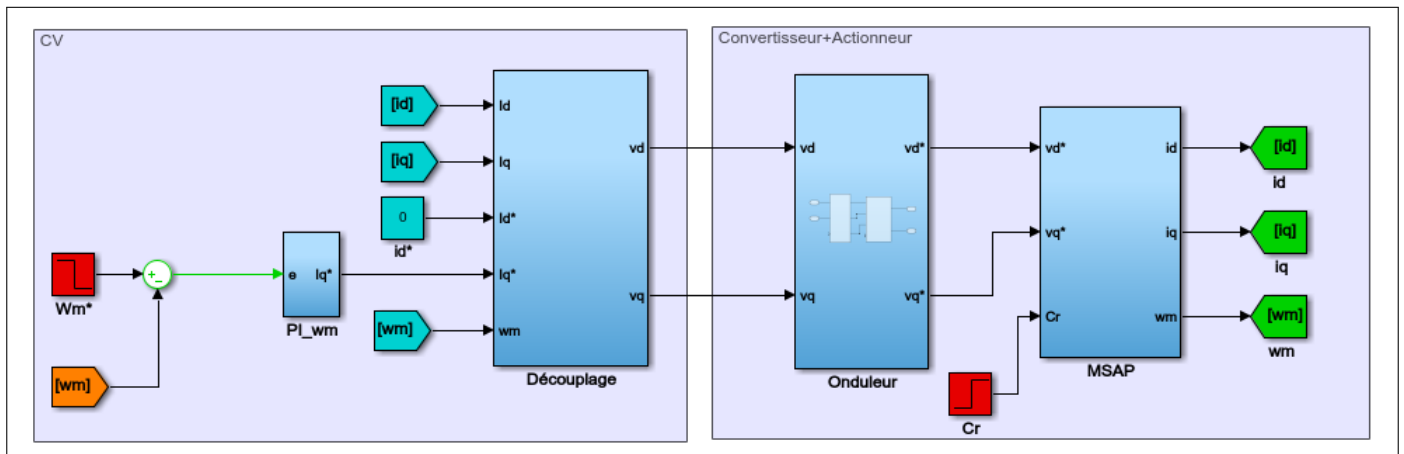 CV
[Id]
[Iq]
0
id*
Wm*
+
-
[wm]
e
Iq*
PI_wm
[wm]
Id
Iq
Id*
Iq*
wm
vd
vq
Découplage
Convertisseur+Actionneur
vd
vq
vd*
vq*
Onduleur
Cr
vd*
vq*
Cr
id
iq
wm
MSAP
[Id]
id
[Iq]
iq
[wm]
wm